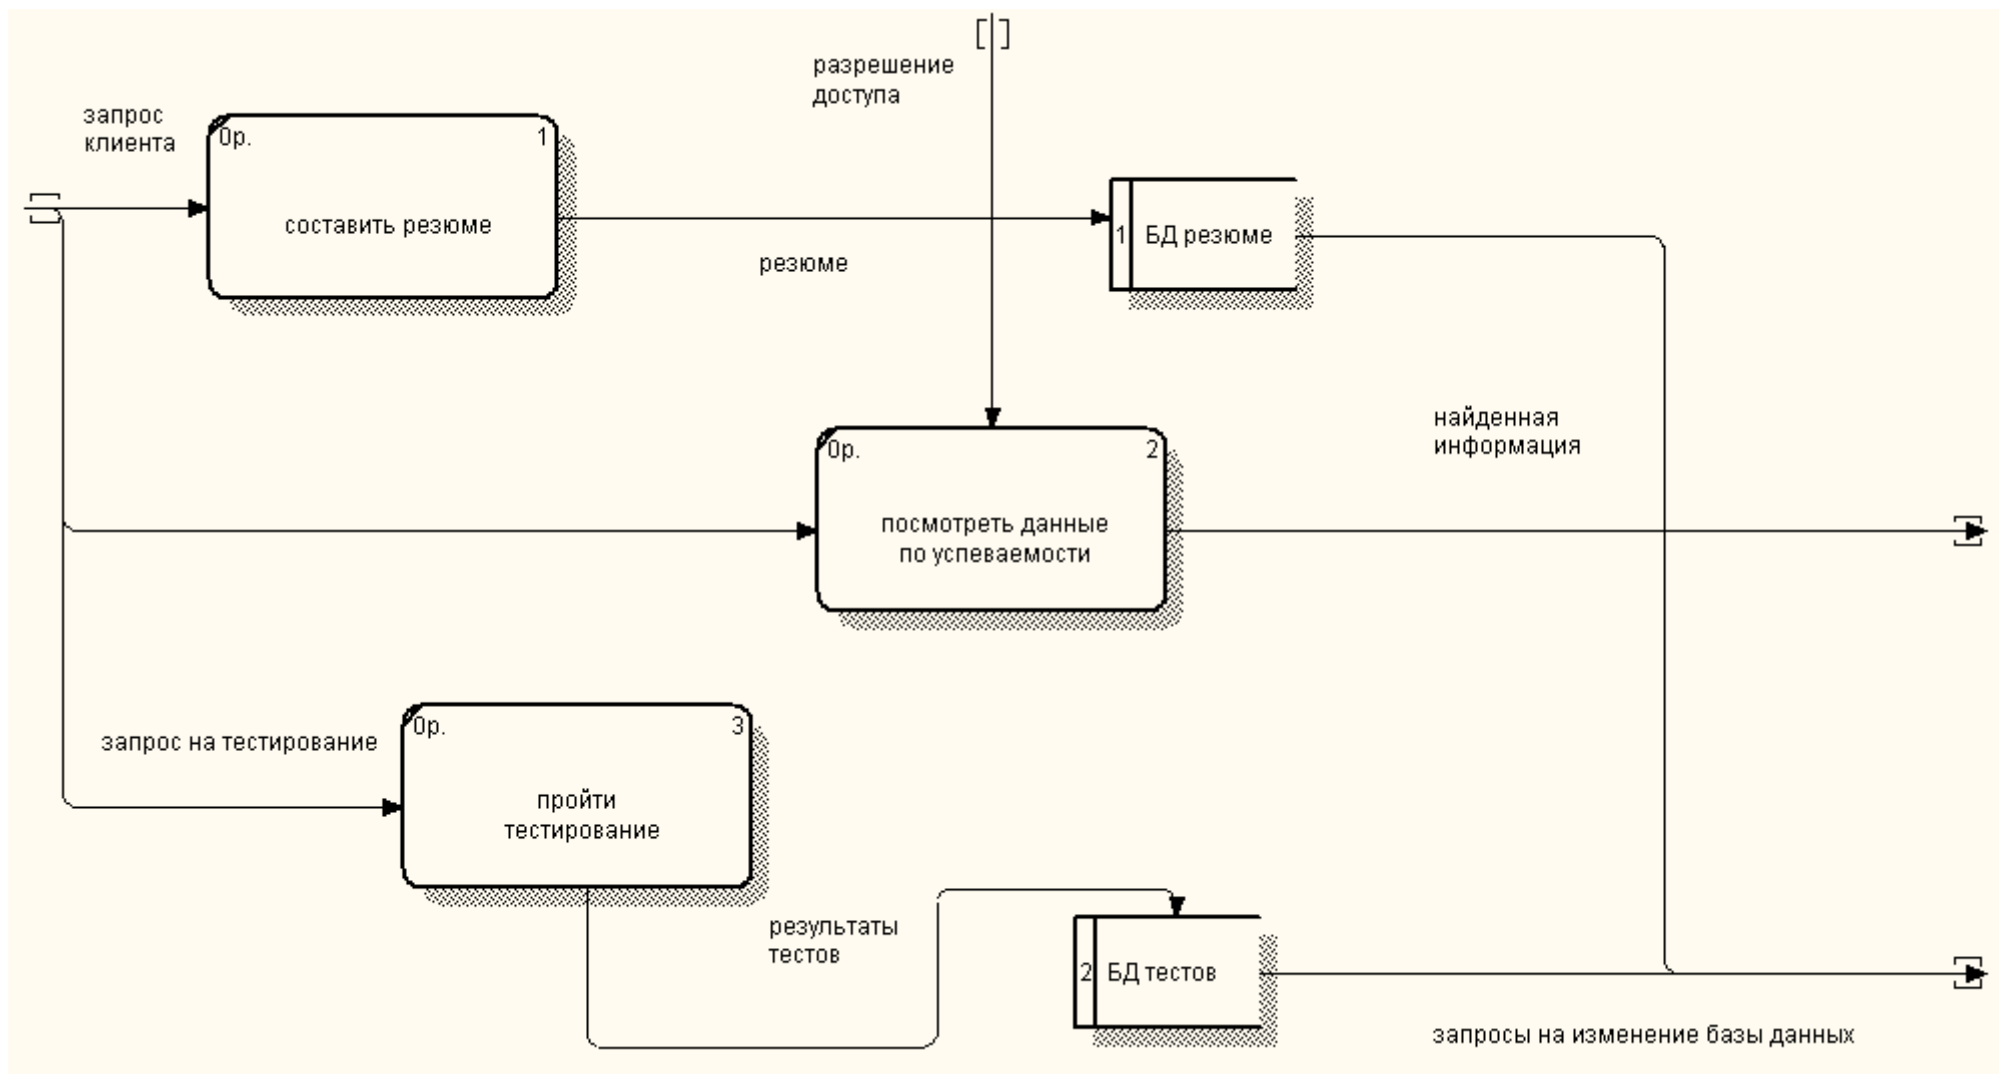 разрешение
доступа
запрос
клиента
0р.
1
составить резюме
резюме
1
БД резюме
найденная
информация
0р.
2
посмотреть данные
по успеваемости
запрос на тестирование
0р.
3
пройти
тестирование
результаты
тестов
2
БД тестов
запросы на изменение базы данных